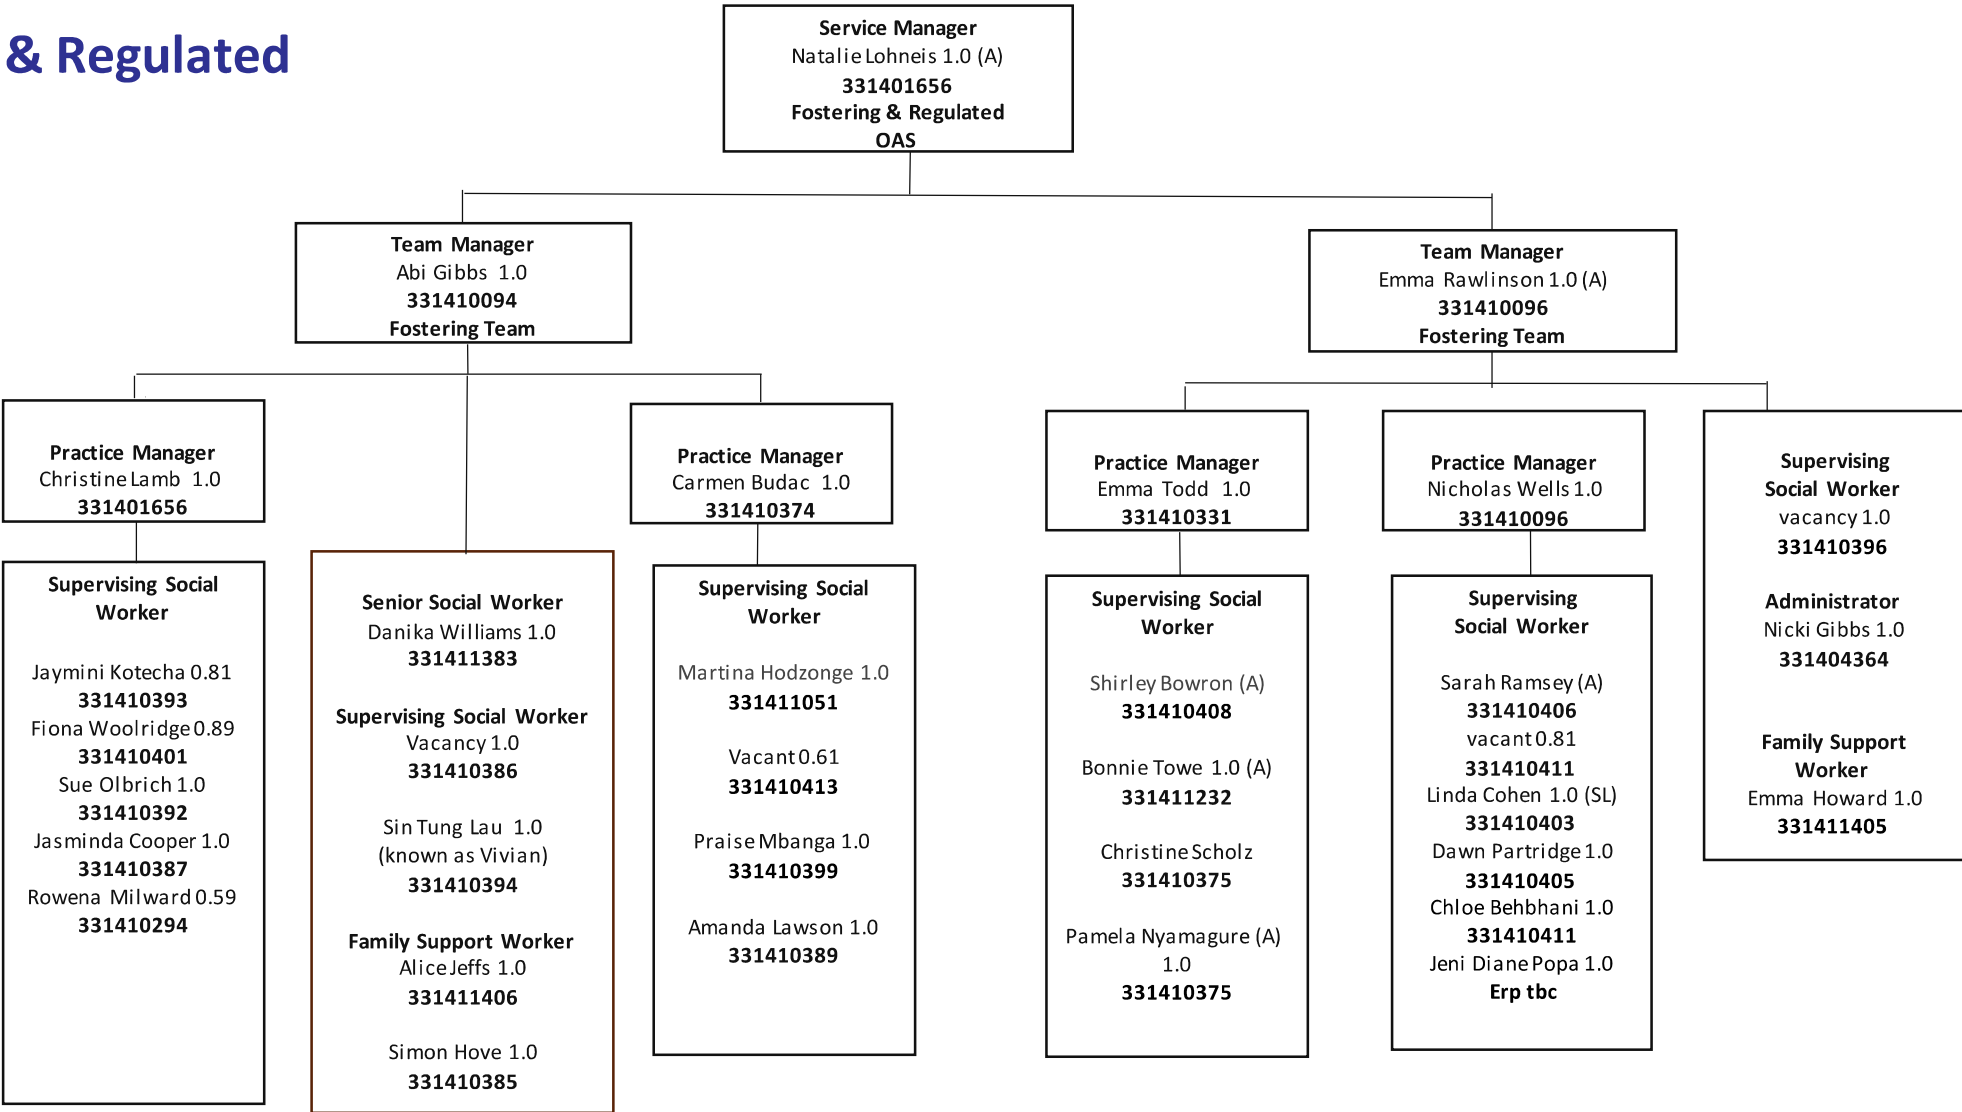 & Regulated
Service Manager
Natalie Lohneis 1.0 (A)
331401656
Fostering & Regulated
OAS
Team Manager
Abi Gibbs 1.0
331410094
Fostering Team
Team Manager
Emma Rawlinson 1.0 (A)
331410096
Fostering Team
Practice Manager
Christine Lamb 1.0
331401656
Practice Manager
Carmen Budac 1.0
331410374
Practice Manager
Emma Todd 1.0
331410331
Practice Manager
Nicholas Wells 1.0
331410096
Supervising
Social Worker
vacancy 1.0
331410396
Administrator
Nicki Gibbs 1.0
331404364
Family Support
Worker
Emma Howard 1.0
331411405
Supervising Social
Worker
Jaymini Kotecha 0.81
331410393
Fiona Woolridge 0.89
331410401
Sue Olbrich 1.0
331410392
Jasminda Cooper 1.0
331410387
Rowena Milward 0.59
331410294
Senior Social Worker
Danika Williams 1.0
331411383
Supervising Social Worker
Vacancy 1.0
331410386
Sin Tung Lau 1.0
(known as Vivian)
331410394
Family Support Worker
Alice Jeffs 1.0
331411406
Simon Hove 1.0
331410385
Supervising Social
Worker
Martina Hodzonge 1.0
331411051
Vacant 0.61
331410413
Praise Mbanga 1.0
331410399
Amanda Lawson 1.0
331410389
Supervising Social
Worker
Shirley Bowron (A)
331410408
Bonnie Towe 1.0 (A)
331411232
Christine Scholz
331410375
Pamela Nyamagure (A)
1.0
331410375
Supervising
Social Worker
Sarah Ramsey (A)
331410406
vacant 0.81
331410411
Linda Cohen 1.0 (SL)
331410403
Dawn Partridge 1.0
331410405
Chloe Behbhani 1.0
331410411
Jeni Diane Popa 1.0
Erp tbc